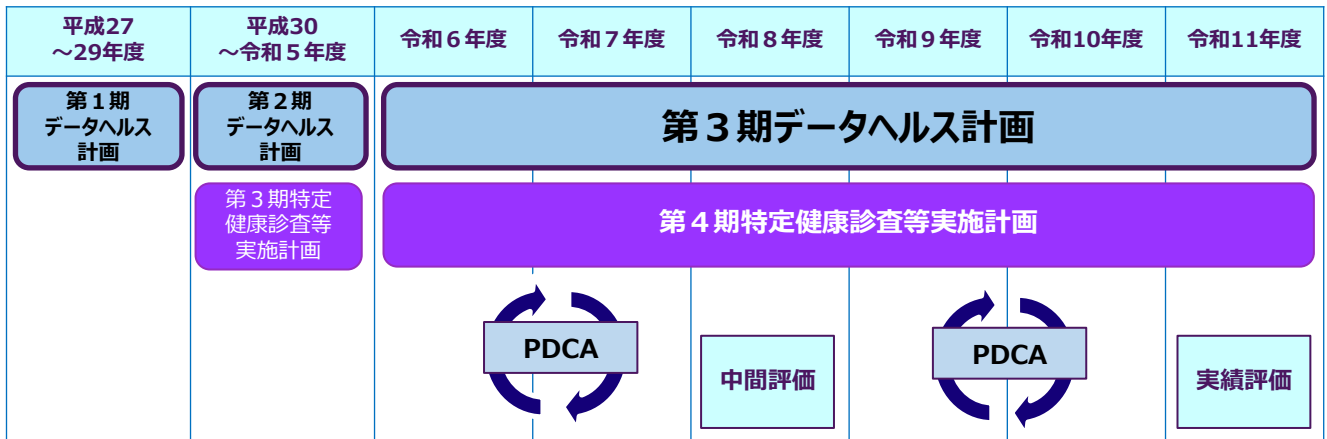 平成27
～29年度
平成30
～令和５年度
令和６年度
令和７年度
令和８年度
令和９年度
令和10年度
令和11年度
第１期
データヘルス
計画
第２期
データヘルス
計画
第３期データヘルス計画
第３期特定
健康診査等
実施計画
第４期特定健康診査等実施計画
PDCA
中間評価
PDCA
実績評価